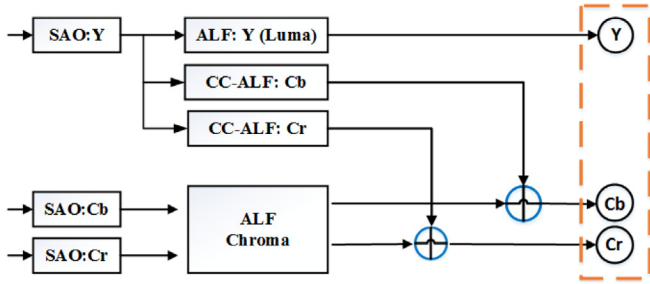 SAO:Y
ALF: Y (Luma)
Y
CC-ALF: Cb
CC-ALF: Cr
SAO:Cb
ALF
Chroma
Cb
SAO:Cr
Cr